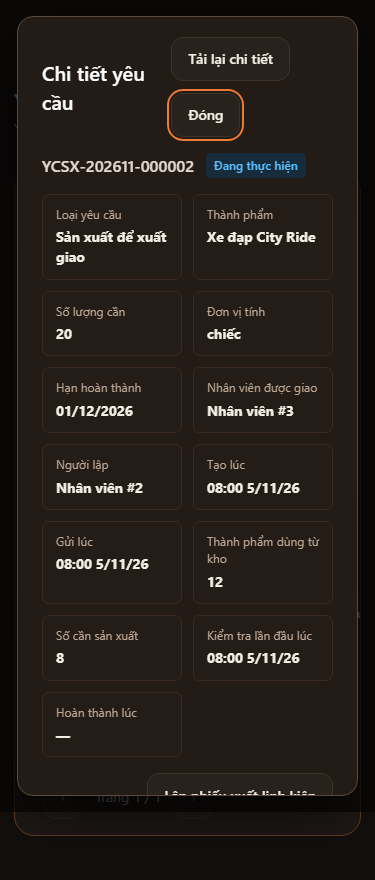 Chi tiết yêu
cầu
Tải lại chi tiết
Đóng
YCSX-202611-000002
Đang thực hiện
Loại yêu cầu
Sản xuất để xuất
giao
Thành phẩm
Xe đạp City Ride
Số lượng cần
20
Đơn vị tính
chiếc
Hạn hoàn thành
01/12/2026
Nhân viên được giao
Nhân viên #3
Người lập
Nhân viên #2
Tạo lúc
08:00 5/11/26
Gửi lúc
08:00 5/11/26
Thành phẩm dùng từ
kho
12
Số cần sản xuất
8
Kiểm tra lần đầu lúc
08:00 5/11/26
Hoàn thành lúc
—
Lập phiếu xuất linh kiện
Trang 1 / 1